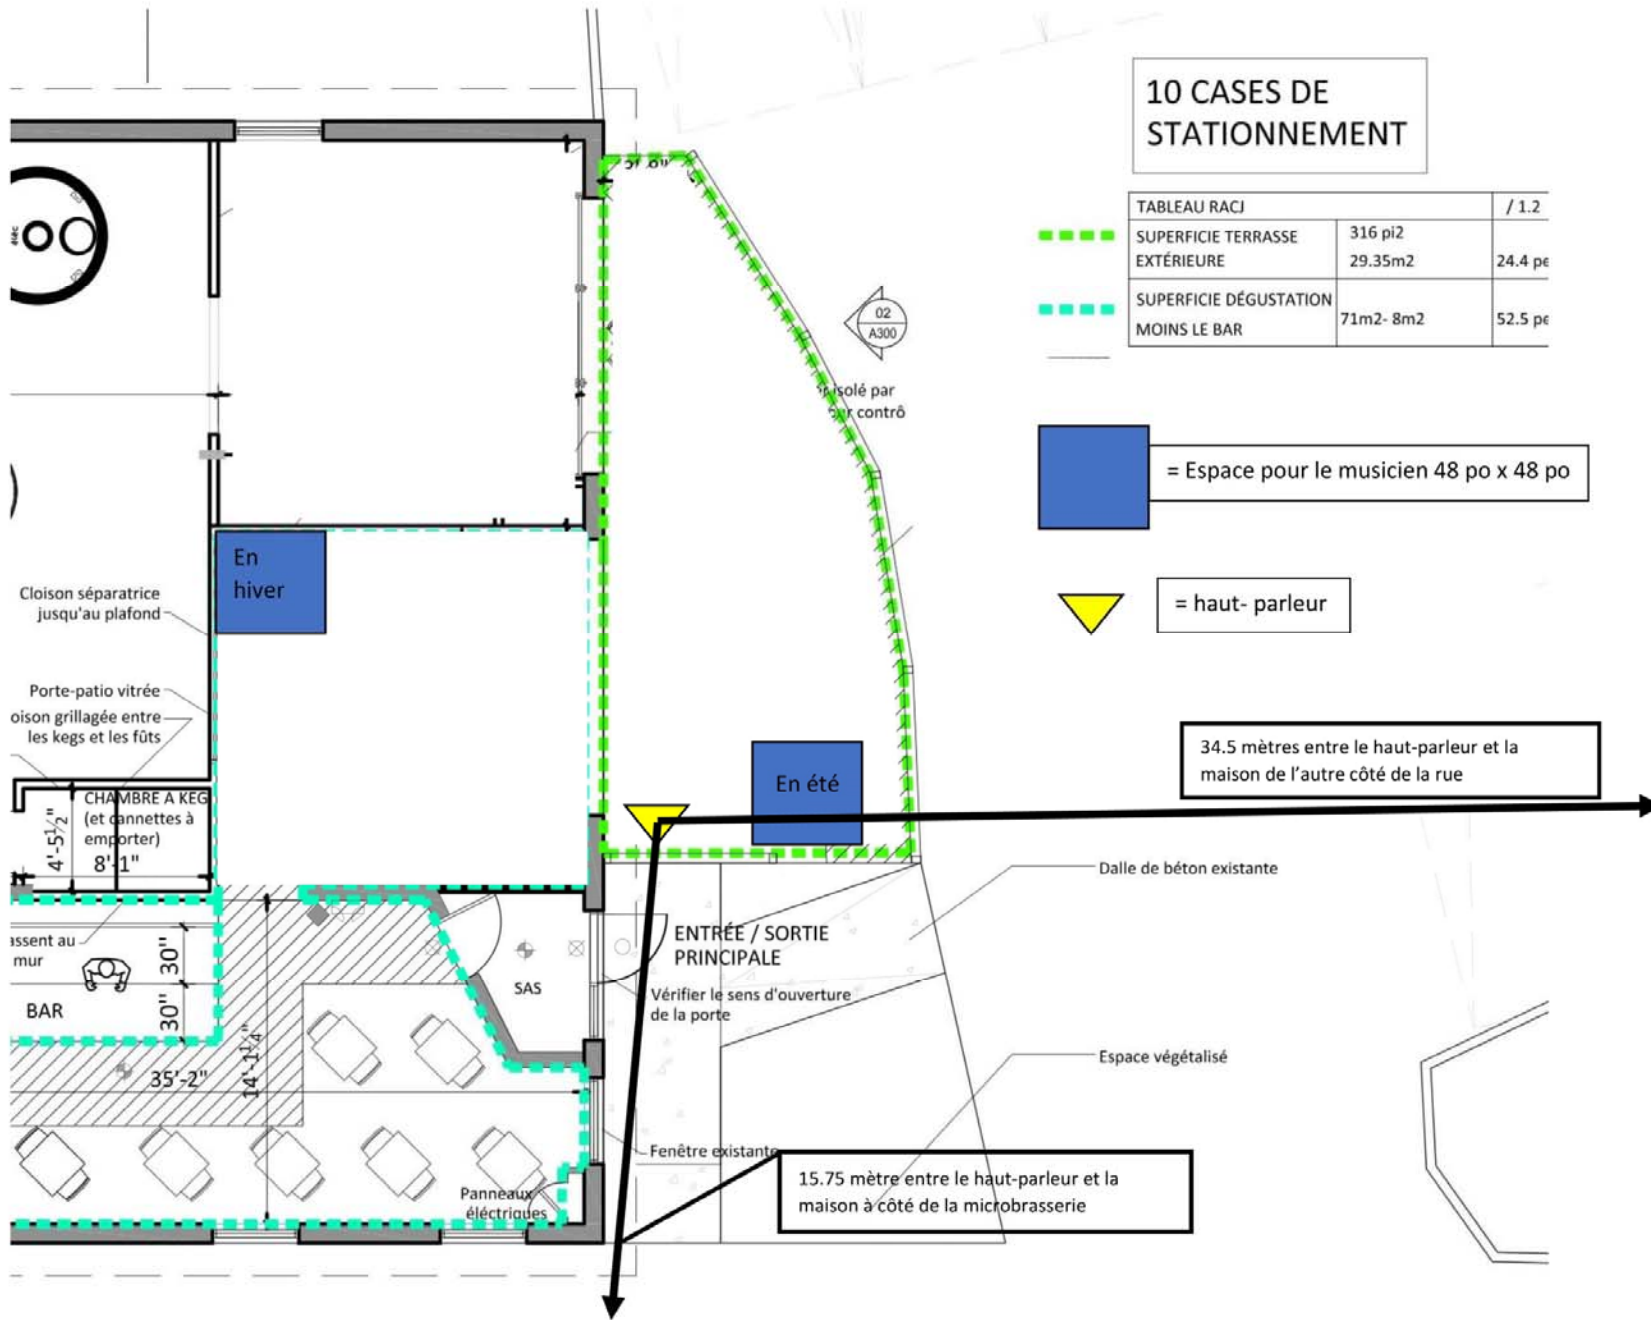 10 CASES DE
STATIONNEMENT
TABLEAU RACJ / 1.2
SUPERFICIE TERRASSE 316 pi2
EXTÉRIEURE 29.35m2 24.4 pe
SUPERFICIE DÉGUSTATION
MOINS LE BAR 71m2- 8m2 52.5 pe
02
A300
isolé par
contrô
= Espace pour le musicien 48 po x 48 po
= haut- parleur
En
hiver
Cloison séparatrice
jusqu'au plafond
Porte-patio vitrée
oison grillagée entre
les kegs et les fûts
CHAMBRE A KEG
(et cannettes à
emporter)
4'-5½"
8'-1"
En été
34.5 mètres entre le haut-parleur et la
maison de l'autre côté de la rue
Dalle de béton existante
ENTRÉE / SORTIE
PRINCIPALE
Vérifier le sens d'ouverture
de la porte
SAS
assent au
mur
BAR
30"
30"
35'-2"
14'-1¼"
Espace végétalisé
Fenêtre existante
15.75 mètre entre le haut-parleur et la
maison à côté de la microbrasserie
Panneaux
éléctriques